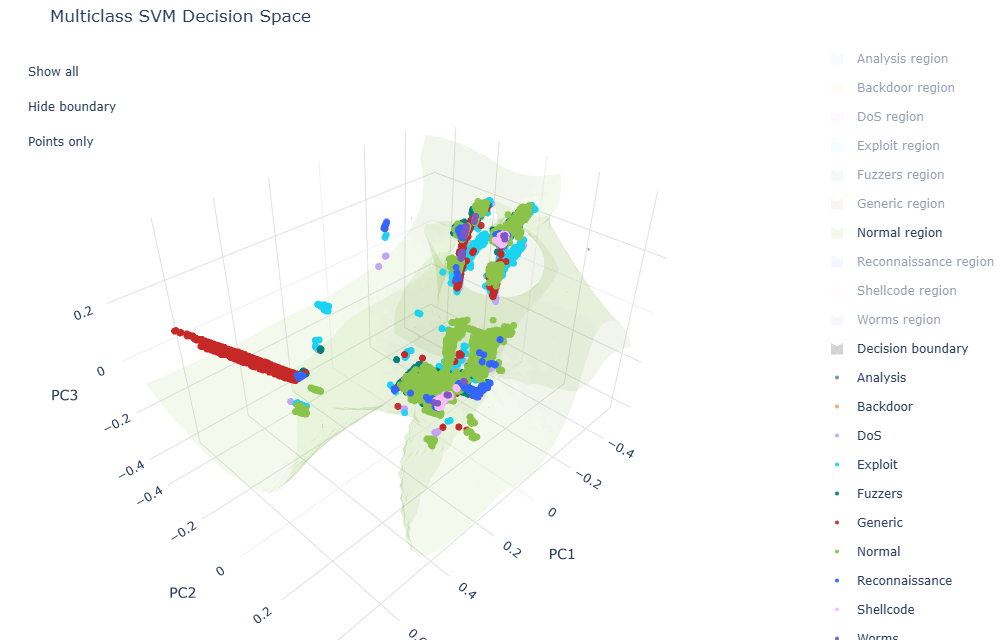 Multiclass SVM Decision Space
Show all
Hide boundary
Points only
Analysis region
Backdoor region
DoS region
Exploit region
Fuzzers region
Generic region
Normal region
Reconnaissance region
Shellcode region
Worms region
Decision boundary
Analysis
Backdoor
DoS
Exploit
Fuzzers
Generic
Normal
Reconnaissance
Shellcode
Worms
0.2
0
PC3
−0.2
−0.4
−0.4
−0.2
0
PC2
0.2
−0.4
−0.2
0
PC1
0.2
0.4